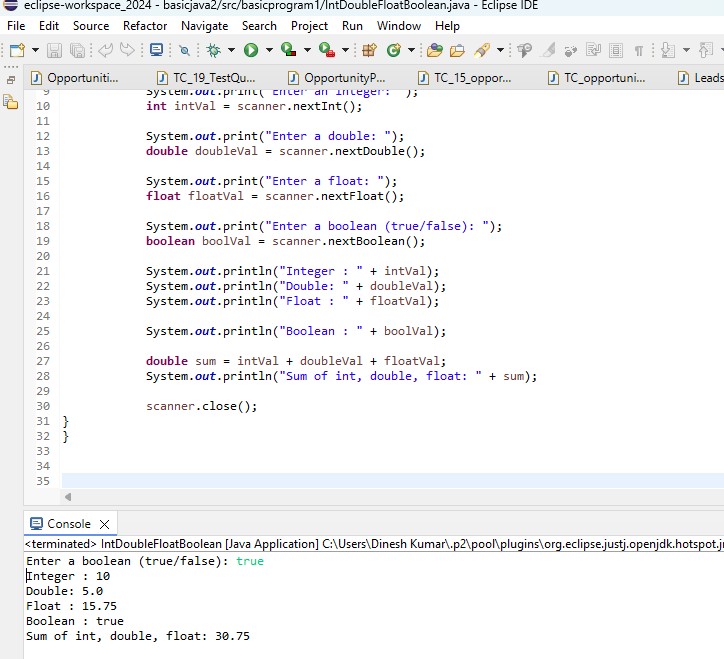 eclipse-workspace_2024 - basicjava2/src/basicprogram1/IntDoubleFloatBoolean.java - Eclipse IDE
File Edit Source Refactor Navigate Search Project Run Window Help
Opportuniti... TC_19_TestQu... OpportunityP... TC_15_oppor... TC_opportuni... Leads
9 System.out.print("Enter an integer: ");
10 int intVal = scanner.nextInt();
11
12 System.out.print("Enter a double: ");
13 double doubleVal = scanner.nextDouble();
14
15 System.out.print("Enter a float: ");
16 float floatVal = scanner.nextFloat();
17
18 System.out.print("Enter a boolean (true/false): ");
19 boolean boolVal = scanner.nextBoolean();
20
21 System.out.println("Integer : " + intVal);
22 System.out.println("Double: " + doubleVal);
23 System.out.println("Float : " + floatVal);
24
25 System.out.println("Boolean : " + boolVal);
26
27 double sum = intVal + doubleVal + floatVal;
28 System.out.println("Sum of int, double, float: " + sum);
29
30 scanner.close();
31 }
32 }
33
34
35
Console
<terminated> IntDoubleFloatBoolean [Java Application] C:\Users\Dinesh Kumar\.p2\pool\plugins\org.eclipse.justj.openjdk.hotspot.jr
Enter a boolean (true/false): true
Integer : 10
Double: 5.0
Float : 15.75
Boolean : true
Sum of int, double, float: 30.75